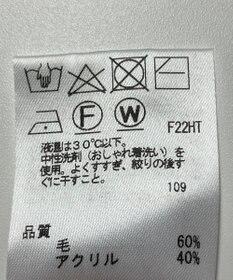 F W F22HT
液温は30℃以下。
中性洗剤（おしゃれ着洗い）を
使用。よくすすぎ、絞りの後す
ぐに干すこと。
109
品質
毛 60%
アクリル 40%